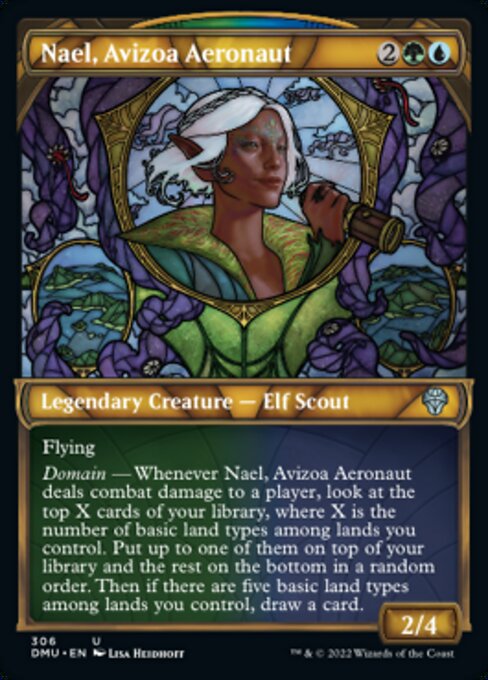 Nael, Avizoa Aeronaut 2
Legendary Creature — Elf Scout
Flying
Domain — Whenever Nael, Avizoa Aeronaut
deals combat damage to a player, look at the
top X cards of your library, where X is the
number of basic land types among lands you
control. Put up to one of them on top of your
library and the rest on the bottom in a random
order. Then if there are five basic land types
among lands you control, draw a card.
2/4
306 U
DMU • EN Lisa Heidhoff
™ & © 2022 Wizards of the Coast